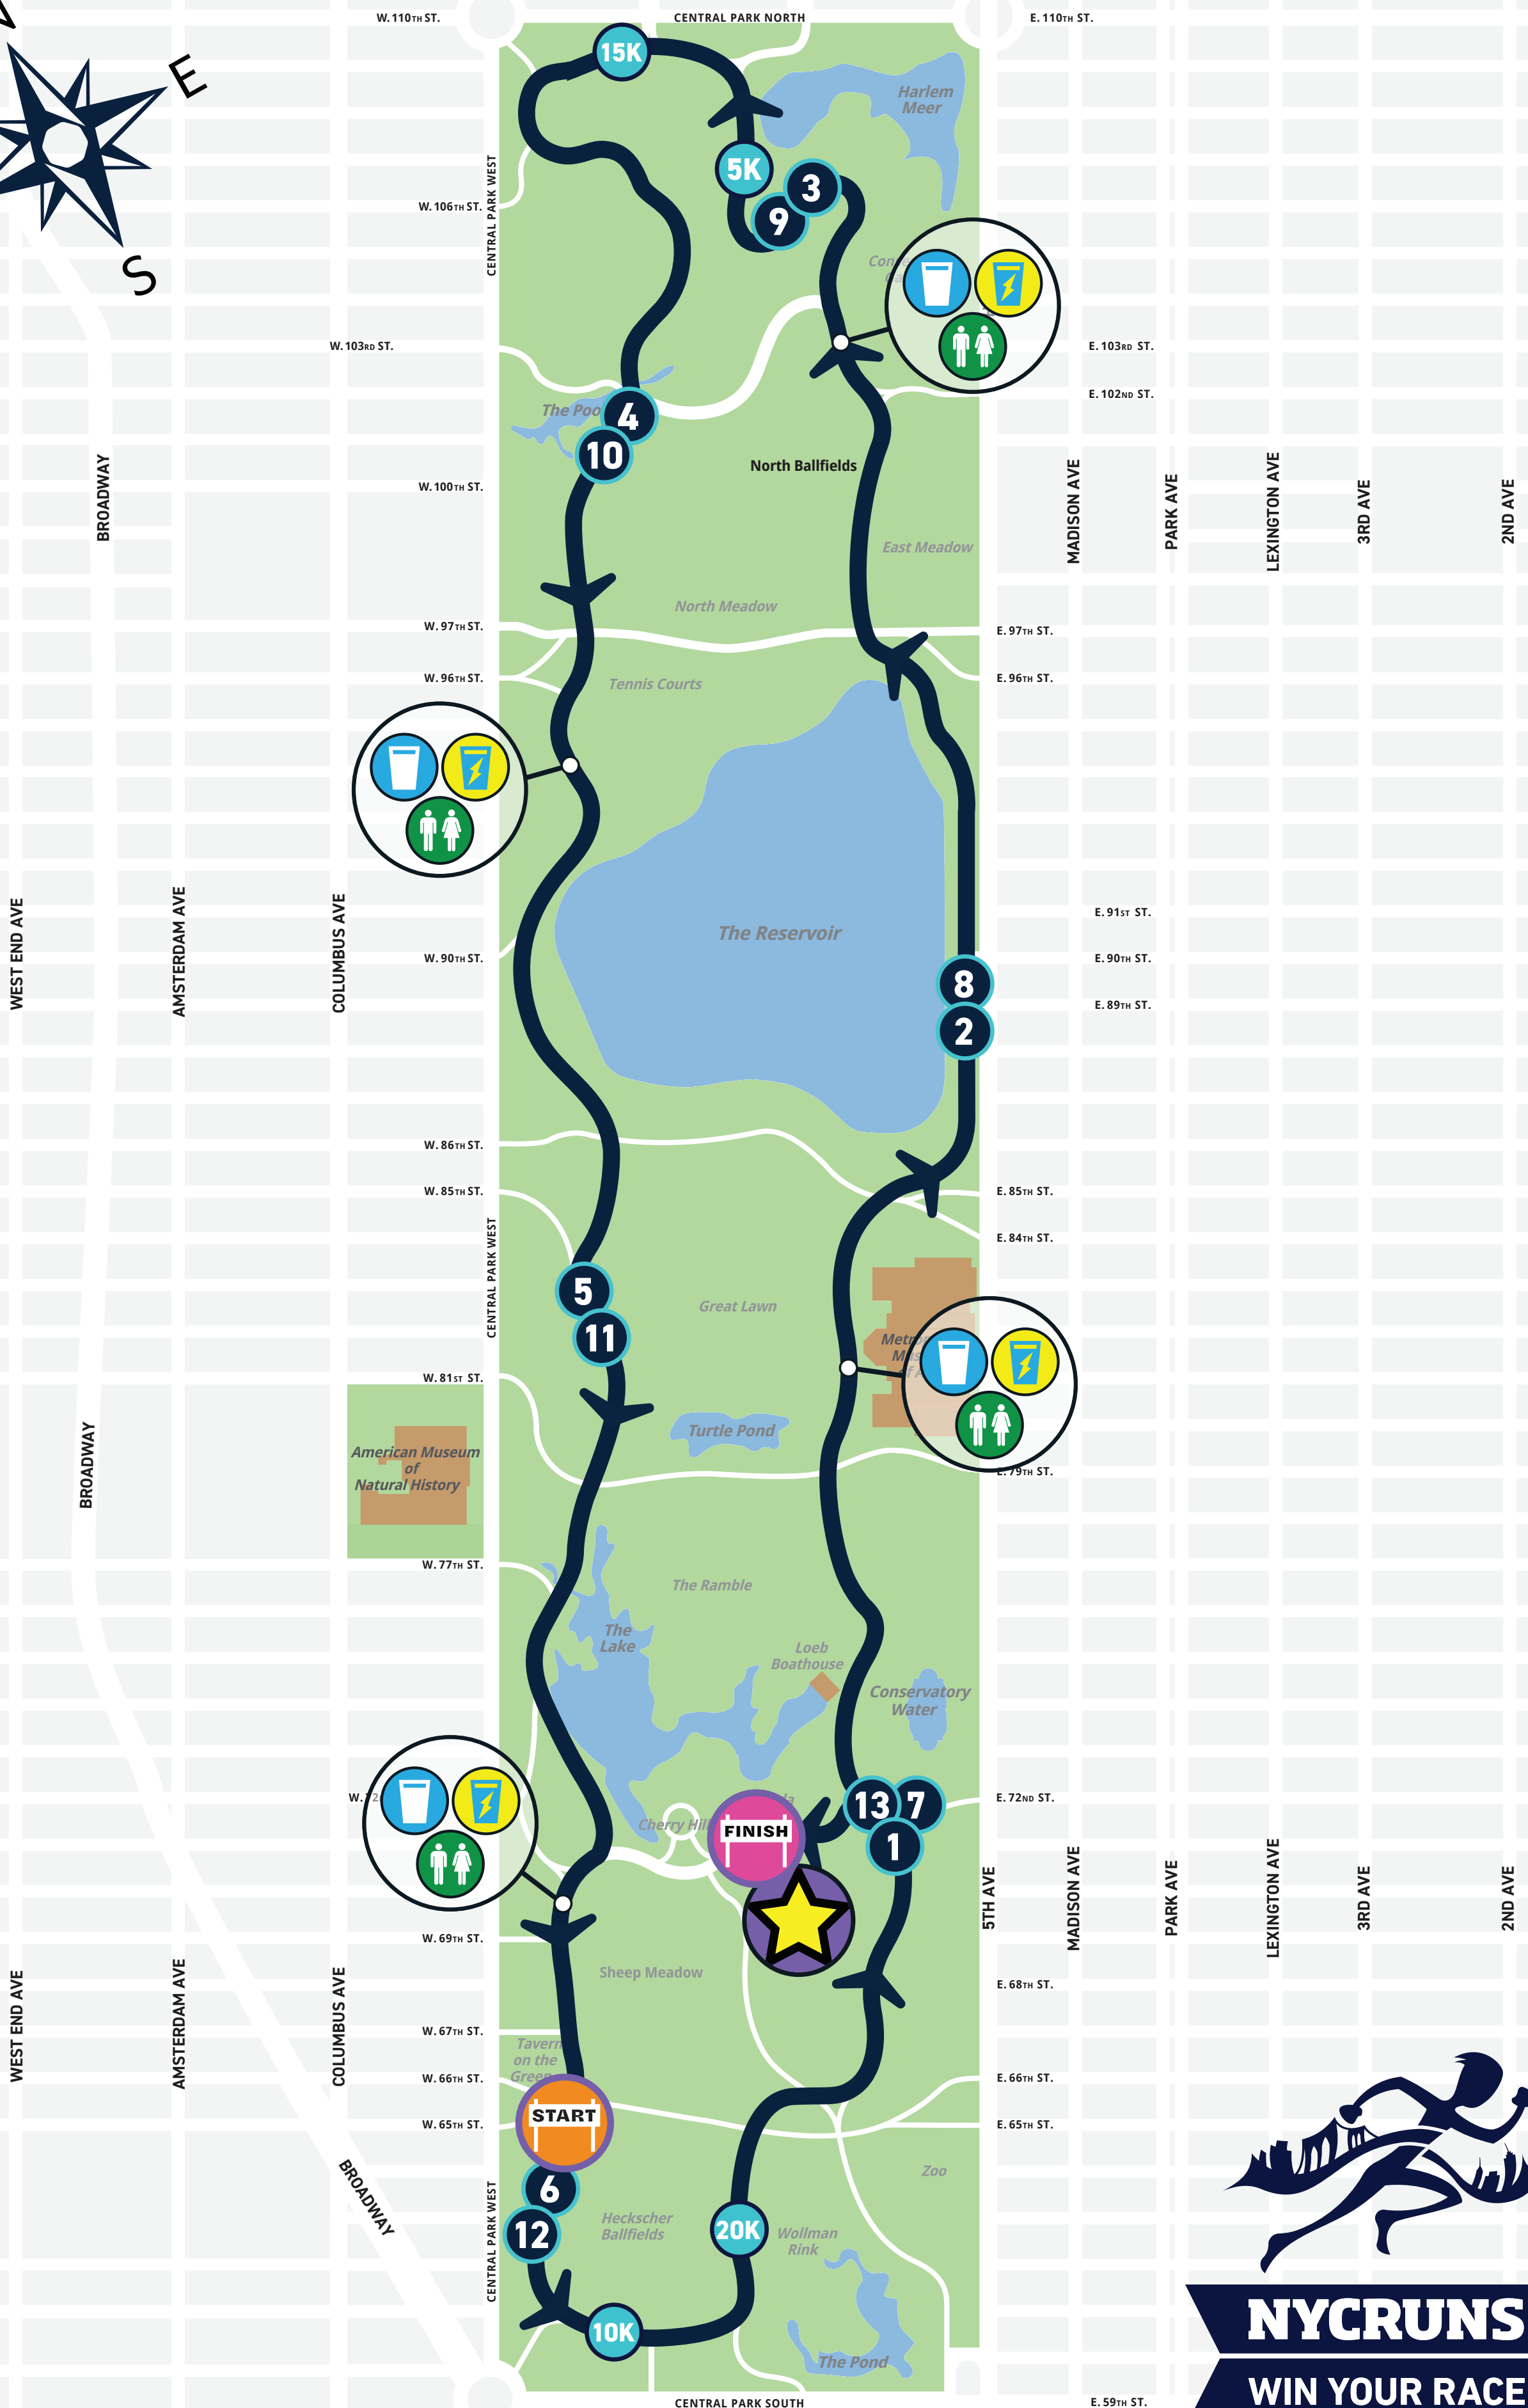 W. 110TH ST.
CENTRAL PARK NORTH
E. 110TH ST.
E
S
15K
Harlem
Meer
5K
3
9
CENTRAL PARK WEST
W. 106TH ST.
W. 103RD ST.
E. 103RD ST.
E. 102ND ST.
The Poo
4
10
North Ballfields
W. 100TH ST.
BROADWAY
MADISON AVE
PARK AVE
LEXINGTON AVE
3RD AVE
2ND AVE
East Meadow
North Meadow
W. 97TH ST.
E. 97TH ST.
W. 96TH ST.
E. 96TH ST.
Tennis Courts
WEST END AVE
AMSTERDAM AVE
COLUMBUS AVE
The Reservoir
E. 91ST ST.
W. 90TH ST.
E. 90TH ST.
8
E. 89TH ST.
2
W. 86TH ST.
W. 85TH ST.
E. 85TH ST.
E. 84TH ST.
CENTRAL PARK WEST
5
11
Great Lawn
W. 81ST ST.
Turtle Pond
American Museum
of
Natural History
BROADWAY
E. 79TH ST.
W. 77TH ST.
The Ramble
The
Lake
Loeb
Boathouse
Conservatory
Water
E. 72ND ST.
13
7
1
Cherry Hill
FINISH
5TH AVE
MADISON AVE
PARK AVE
LEXINGTON AVE
3RD AVE
2ND AVE
W. 69TH ST.
Sheep Meadow
E. 68TH ST.
WEST END AVE
AMSTERDAM AVE
COLUMBUS AVE
W. 67TH ST.
Tavern
on the
Green
W. 66TH ST.
E. 66TH ST.
START
W. 65TH ST.
E. 65TH ST.
BROADWAY
Zoo
6
12
CENTRAL PARK WEST
Heckscher
Ballfields
20K
Wollman
Rink
10K
The Pond
NYCRUNS
WIN YOUR RACE
CENTRAL PARK SOUTH
E. 59TH ST.